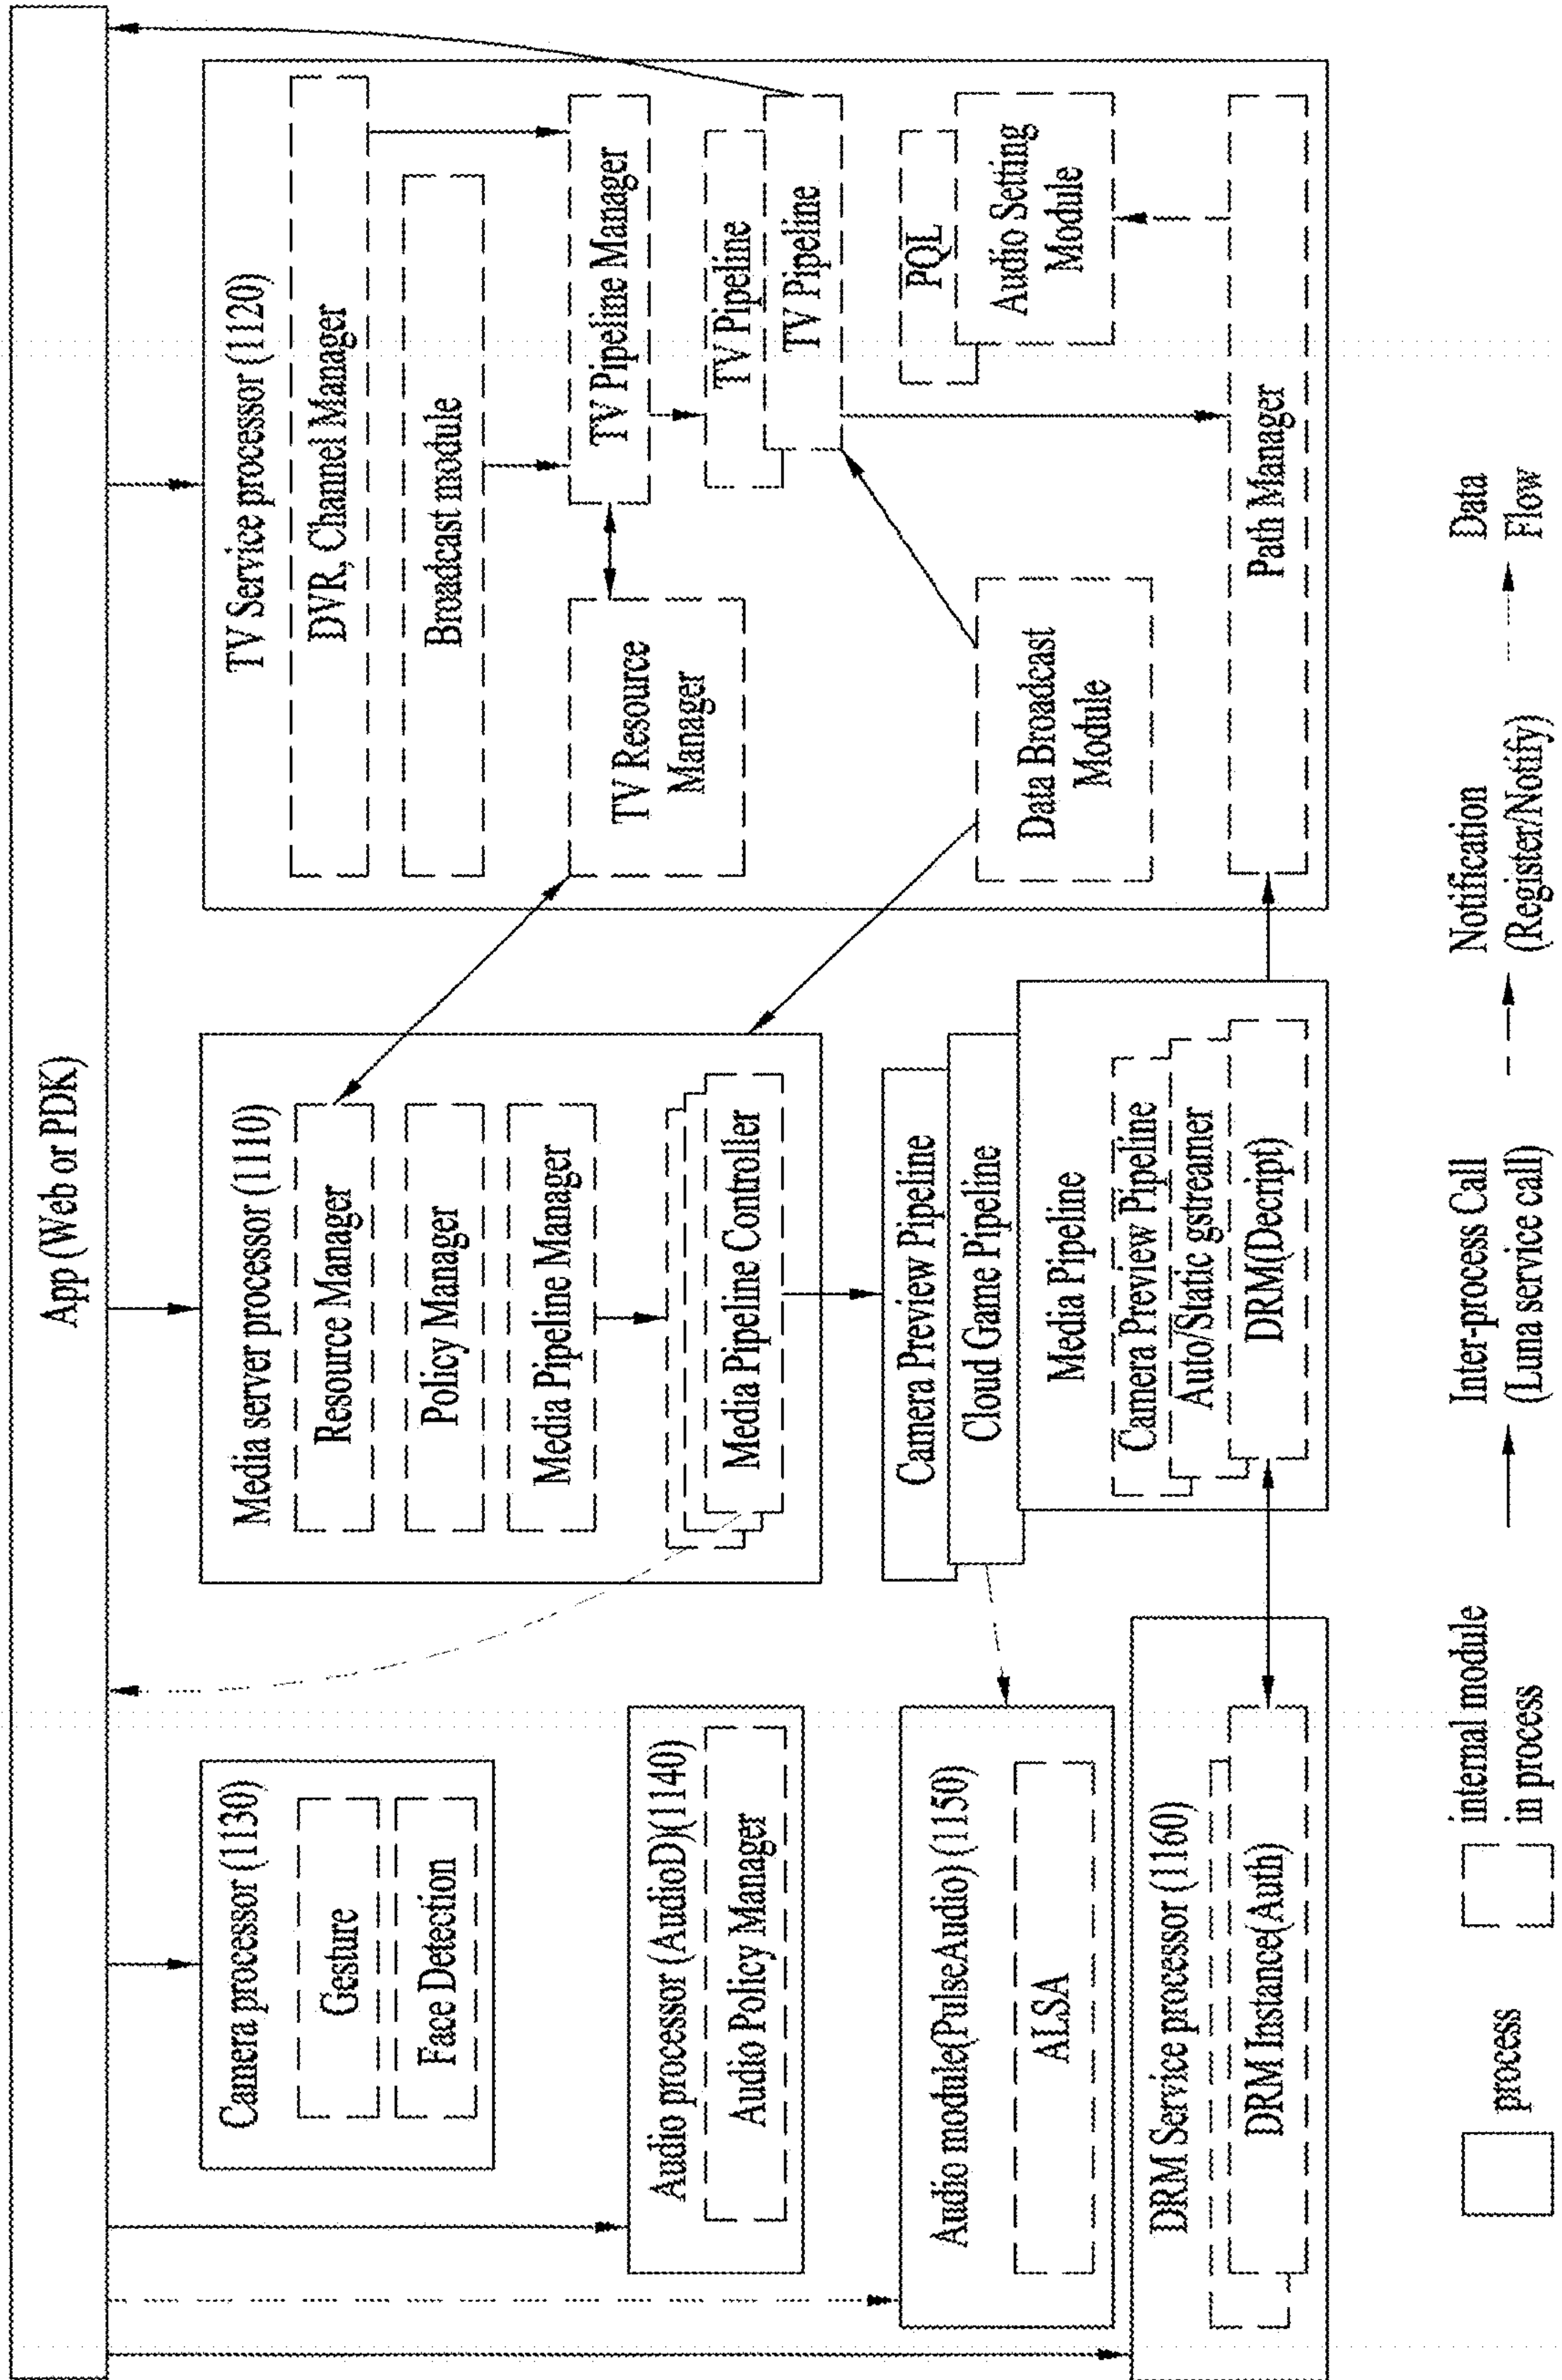 App (Web or PDK)
Camera processor (1130)
Gesture
Face Detection
Audio processor (AudioD)(1140)
Audio Policy Manager
Audio module(PulseAudio) (1150)
ALSA
DRM Service processor (1160)
DRM Instance(Auth)
Media server processor (1110)
Resource Manager
Policy Manager
Media Pipeline Manager
Media Pipeline Controller
Camera Preview Pipeline
Cloud Game Pipeline
Media Pipeline
Camera Preview Pipeline
Auto/Static gstreamer
DRM(Decript)
TV Service processor (1120)
DVR, Channel Manager
Broadcast module
TV Resource
Manager
TV Pipeline Manager
TV Pipeline
TV Pipeline
Data Broadcast
Module
PQL
Audio Setting
Module
Path Manager
process
internal module
in process
Inter-process Call
(Luna service call)
Notification
(Register/Notify)
Data
Flow